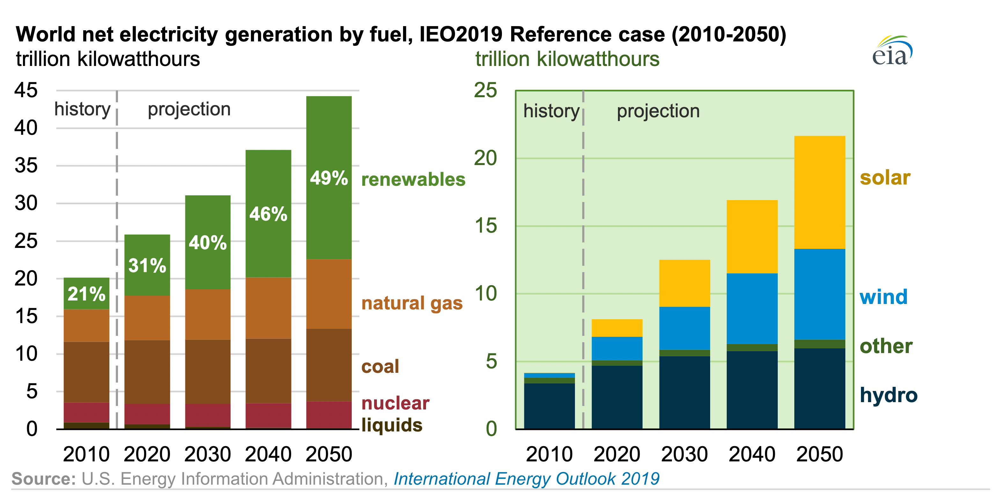 World net electricity generation by fuel, IEO2019 Reference case (2010-2050)
trillion kilowatthours
trillion kilowatthours
eia
45
40
35
30
25
20
15
10
5
0
history
projection
21%
31%
40%
46%
49%
renewables
natural gas
coal
nuclear
liquids
2010 2020 2030 2040 2050
25
20
15
10
5
0
history
projection
solar
wind
other
hydro
2010 2020 2030 2040 2050
Source: U.S. Energy Information Administration, International Energy Outlook 2019